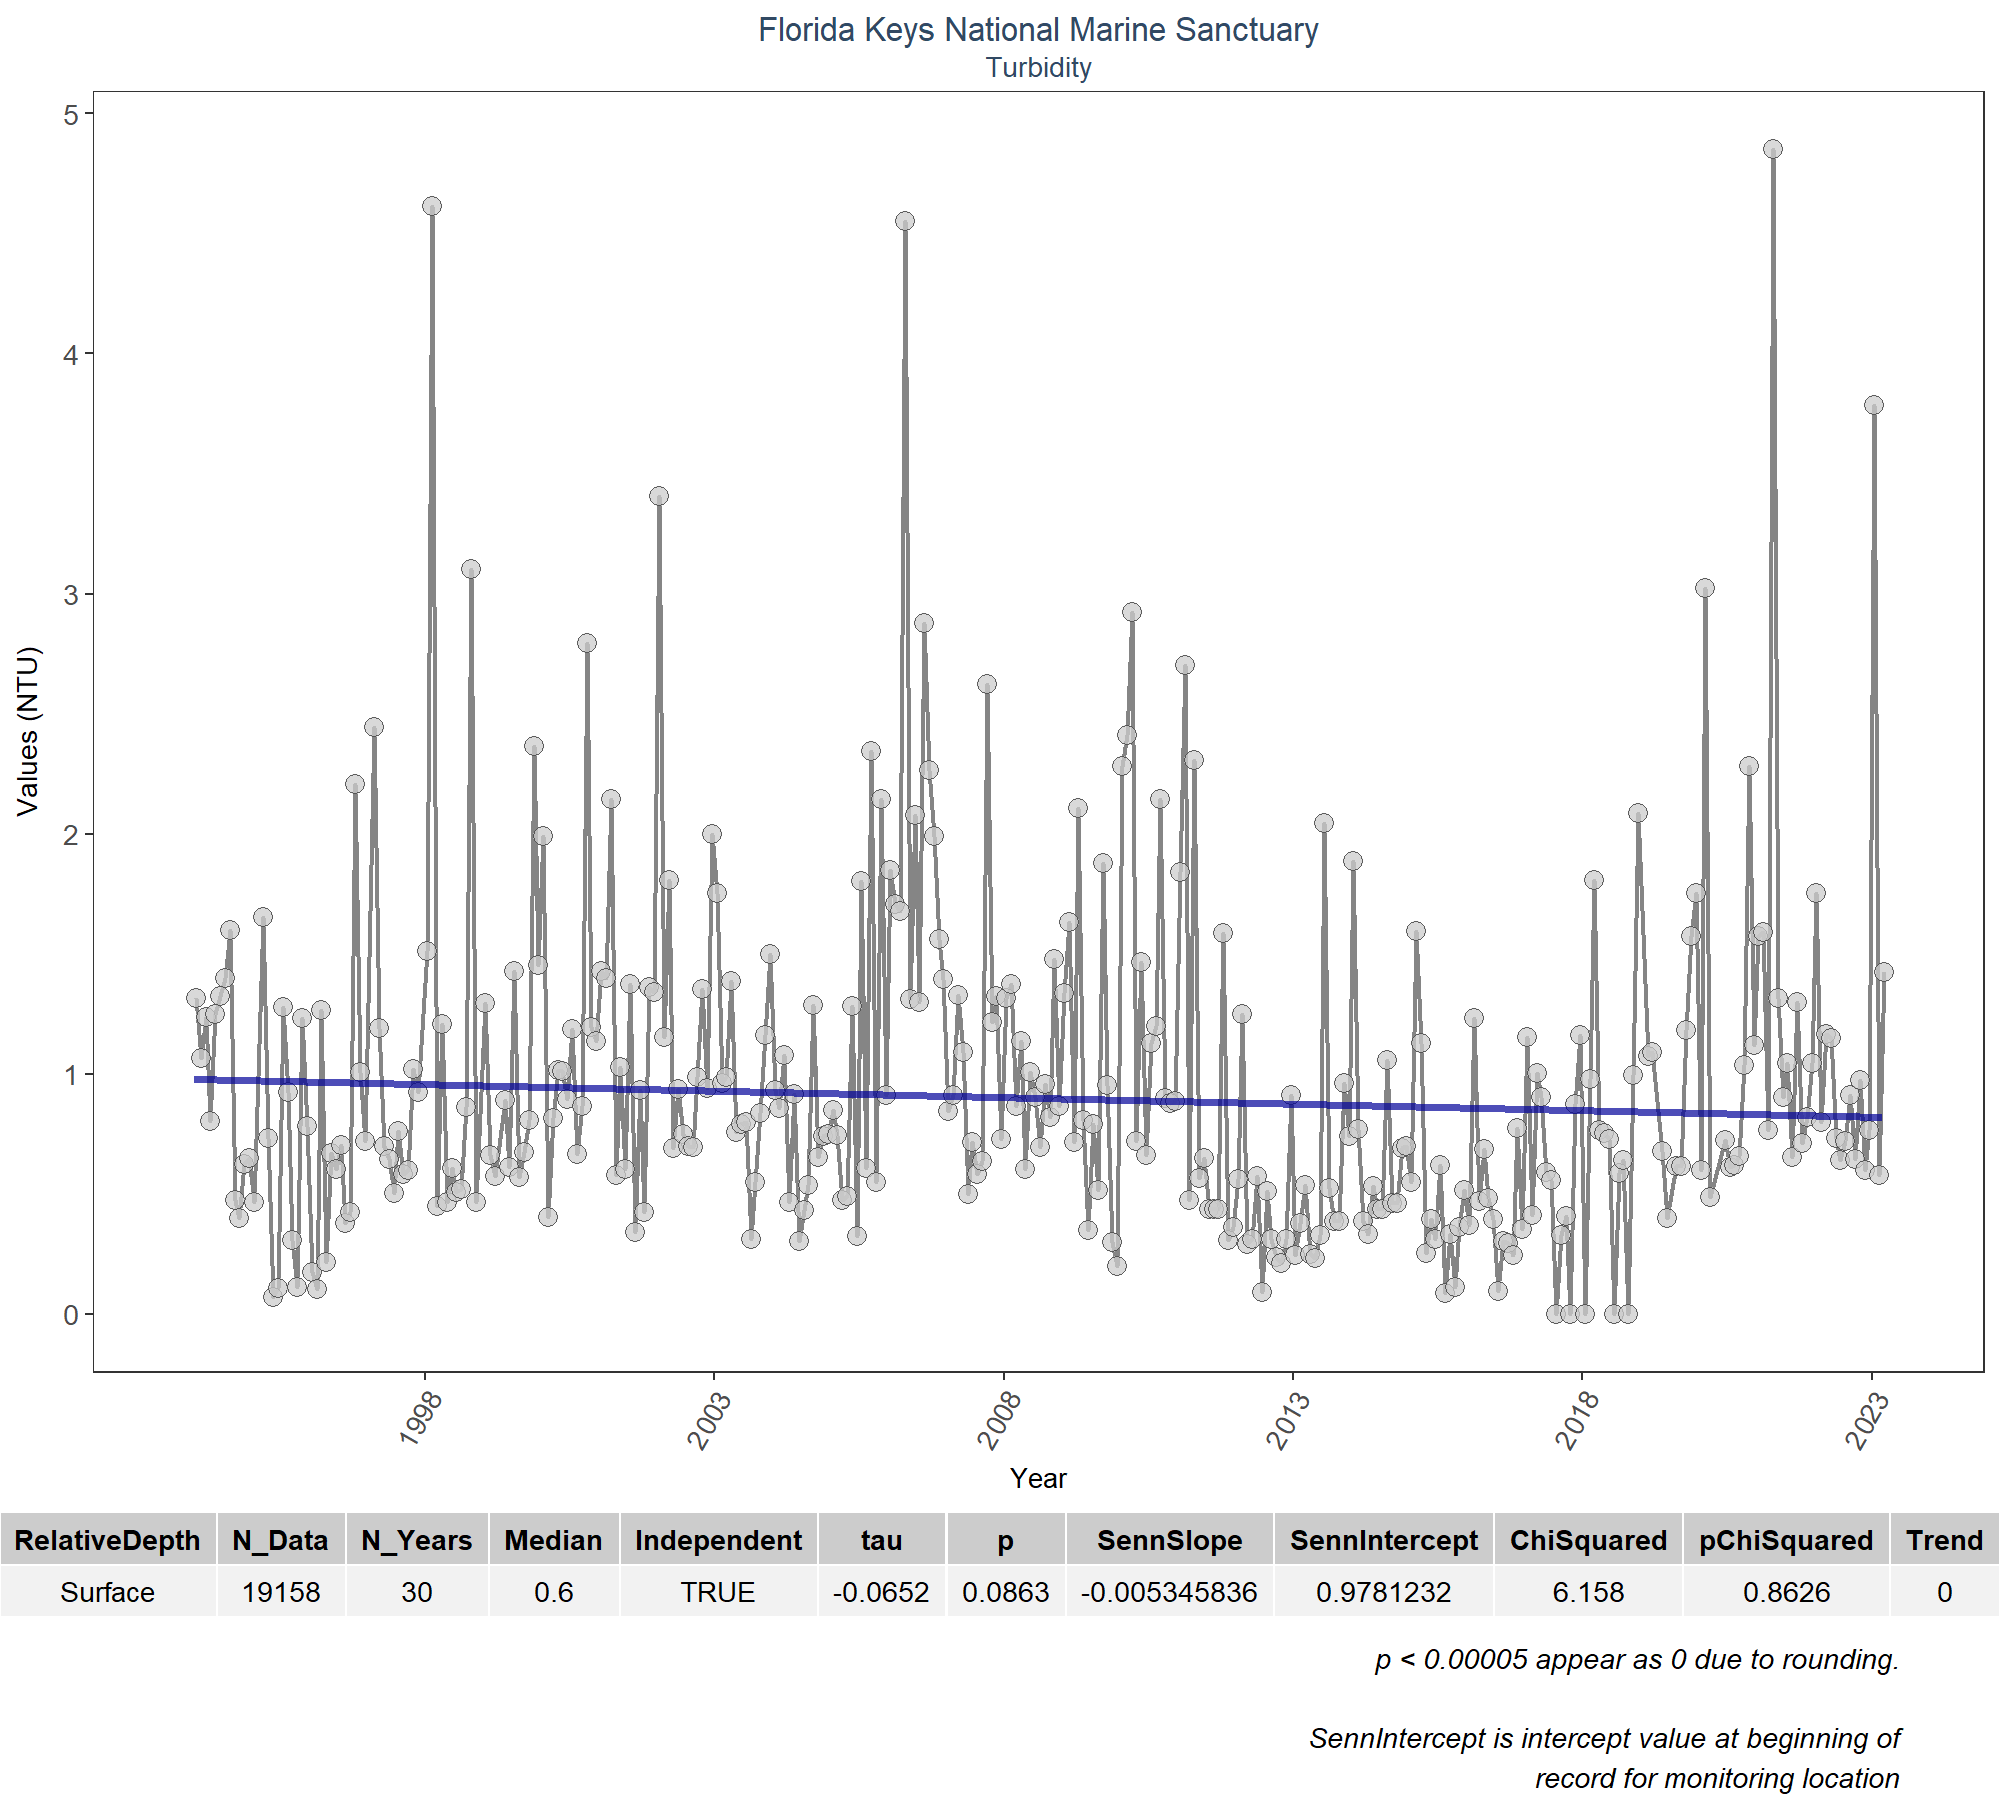 Florida Keys National Marine Sanctuary
Turbidity
5
4
3
2
1
0
Values (NTU)
1998 2003 2008 2013 2018 2023
Year
RelativeDepth N_Data N_Years Median Independent tau p SennSlope SennIntercept ChiSquared pChiSquared Trend
Surface 19158 30 0.6 TRUE -0.0652 0.0863 -0.005345836 0.9781232 6.158 0.8626 0
p < 0.00005 appear as 0 due to rounding.
SennIntercept is intercept value at beginning of
record for monitoring location